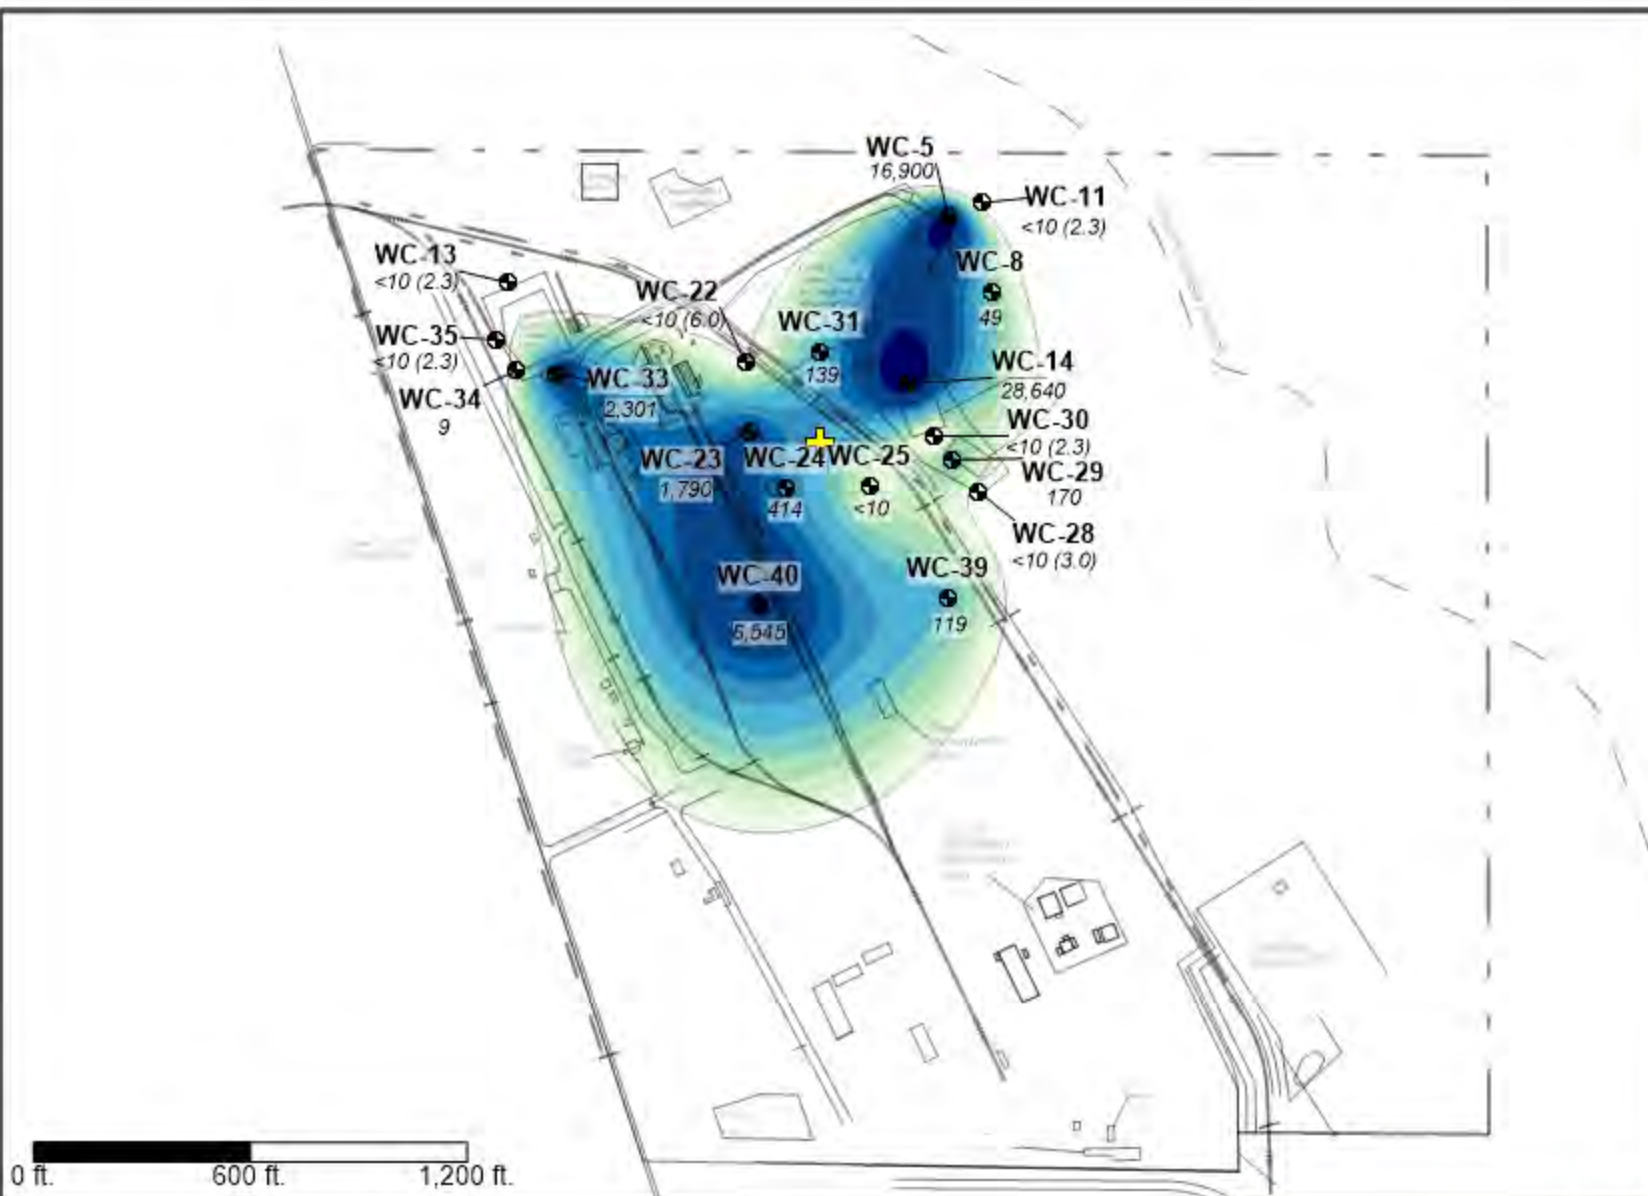 WC-5
16,900
WC-11
<10 (2.3)
WC-13
<10 (2.3)
WC-8
49
WC-22
<10 (6.0)
WC-31
139
WC-35
<10 (2.3)
WC-14
28,640
WC-33
2,301
WC-34
9
WC-30
<10 (2.3)
WC-23
1,790
WC-24
414
WC-25
<10
WC-29
170
WC-28
<10 (3.0)
WC-40
6,545
WC-39
119
0 ft.
600 ft.
1,200 ft.